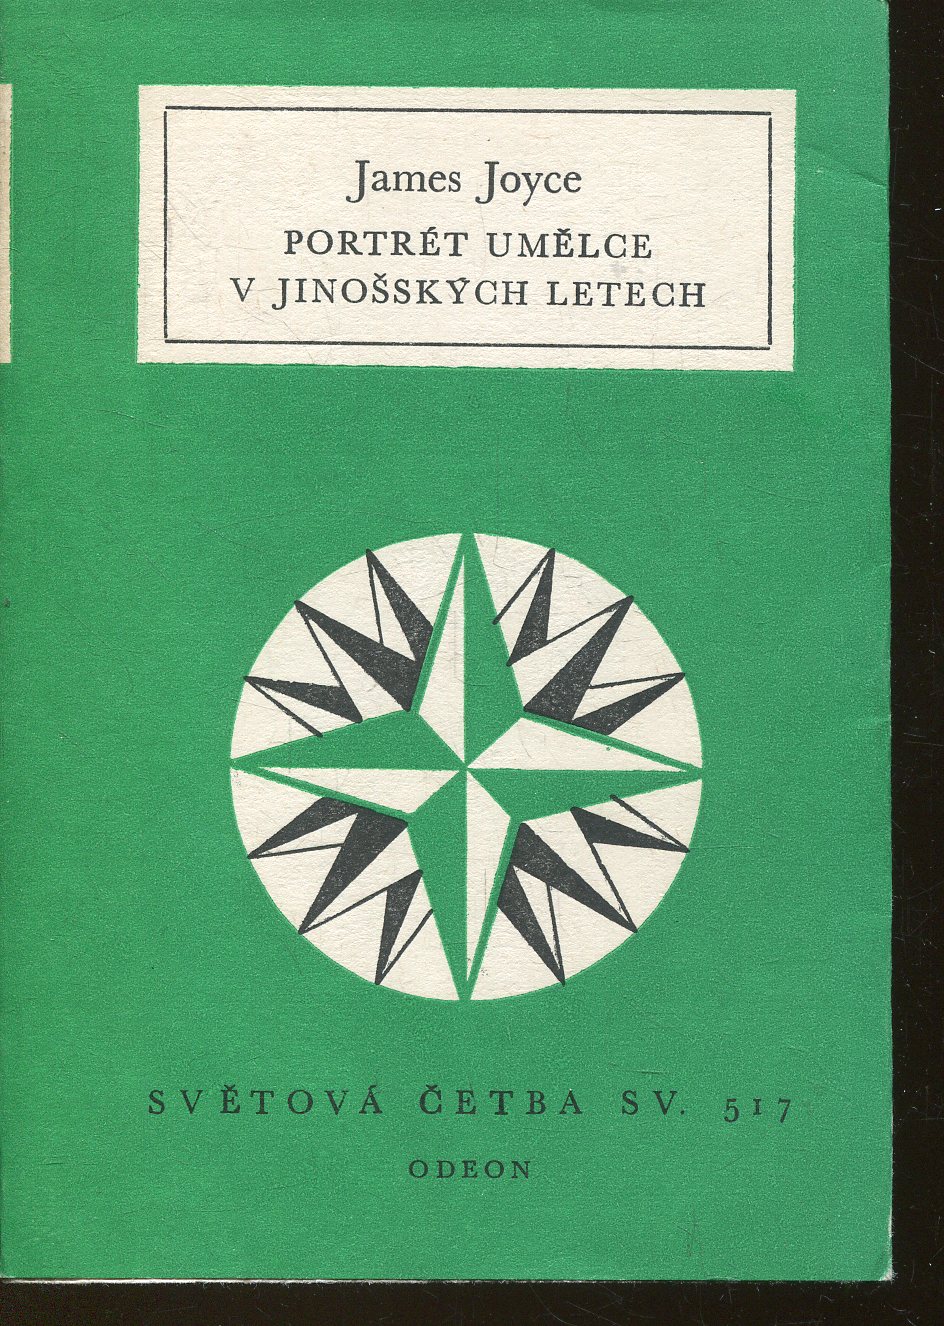 James Joyce
PORTRÉT UMĚLCE
V JINOŠSKÝCH LETECH
SVĚTOVÁ ČETBA SV. 517
ODEON